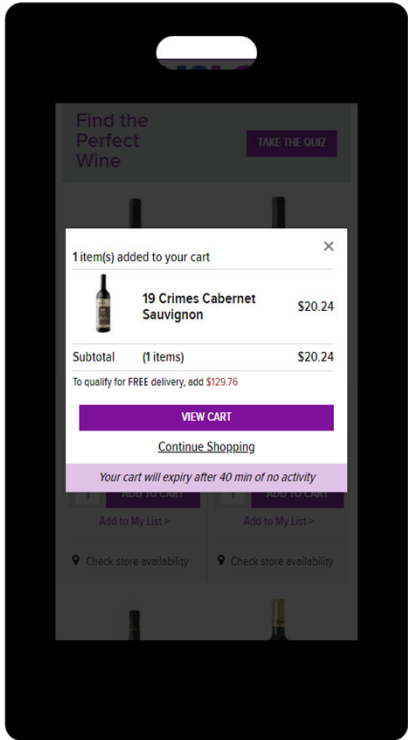 Find the
Perfect
Wine
TAKE THE QUIZ
1 item(s) added to your cart
19 Crimes Cabernet
Sauvignon
$20.24
Subtotal (1 items) $20.24
To qualify for FREE delivery, add $129.76
VIEW CART
Continue Shopping
Your cart will expiry after 40 min of no activity
1 ADD TO CART 1 ADD TO CART
Add to My List > Add to My List >
Check store availability Check store availability